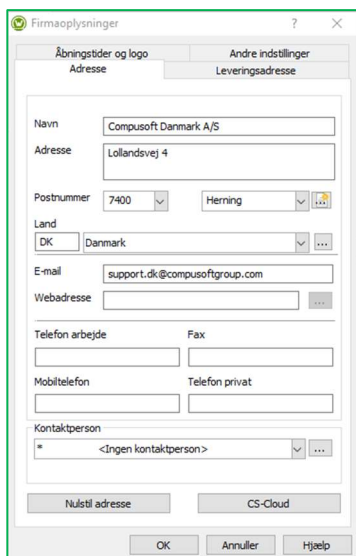 Firmaoplysninger ? ×
Åbningstider og logo Andre indstillinger
Adresse Leveringsadresse
Navn Compusoft Danmark A/S
Adresse Lollandsvej 4
Postnummer 7400 Herning
Land
DK Danmark ...
E-mail support.dk@compusoftgroup.com
Webadresse ...
Telefon arbejde Fax
Mobiltelefon Telefon privat
Kontaktperson
* <Ingen kontaktperson> ...
Nulstil adresse CS-Cloud
OK Annuller Hjælp